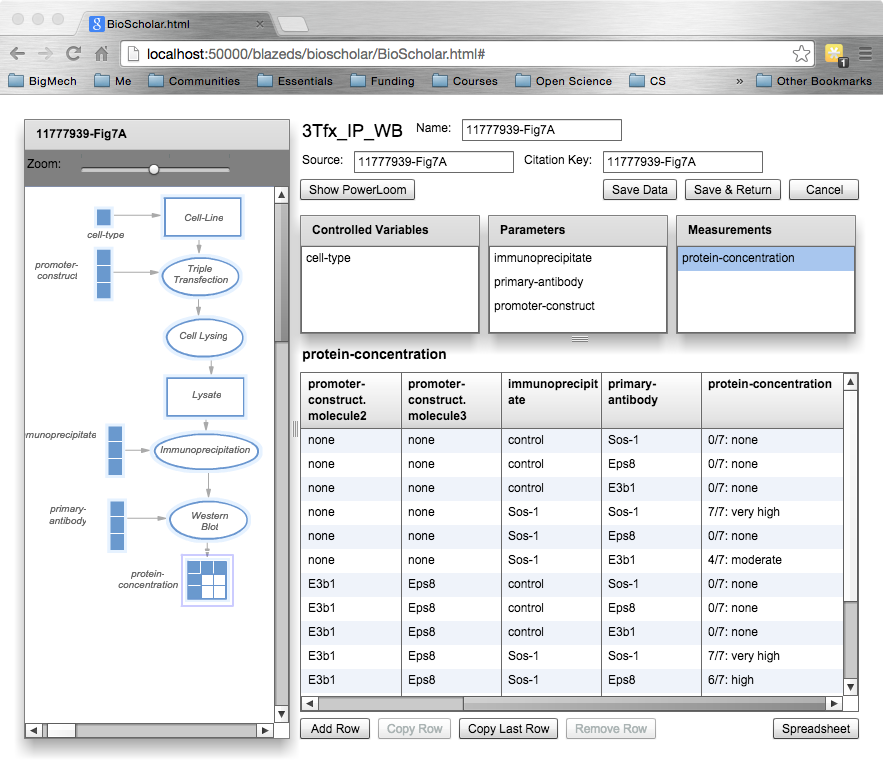 BioScholar.html
localhost:50000/blazeds/bioscholar/BioScholar.html#
1
BigMech Me Communities Essentials Funding Courses Open Science CS » Other Bookmarks
11777939-Fig7A
Zoom:
Cell-Line
cell-type
promoter-
construct
Triple
Transfection
Cell Lysing
Lysate
munoprecipitate
Immunoprecipitation
primary-
antibody
Western
Blot
protein-
concentration
3Tfx_IP_WB Name: 11777939-Fig7A
Source: 11777939-Fig7A Citation Key: 11777939-Fig7A
Show PowerLoom Save Data Save & Return Cancel
Controlled Variables Parameters Measurements
cell-type immunoprecipitate protein-concentration
primary-antibody
promoter-construct
protein-concentration
promoter- promoter- immunoprecipit primary- protein-concentration
construct. construct. ate antibody
molecule2 molecule3
none none control Sos-1 0/7: none
none none control Eps8 0/7: none
none none control E3b1 0/7: none
none none Sos-1 Sos-1 7/7: very high
none none Sos-1 Eps8 0/7: none
none none Sos-1 E3b1 4/7: moderate
E3b1 Eps8 control Sos-1 0/7: none
E3b1 Eps8 control Eps8 0/7: none
E3b1 Eps8 control E3b1 0/7: none
E3b1 Eps8 Sos-1 Sos-1 7/7: very high
E3b1 Eps8 Sos-1 Eps8 6/7: high
Add Row Copy Row Copy Last Row Remove Row Spreadsheet